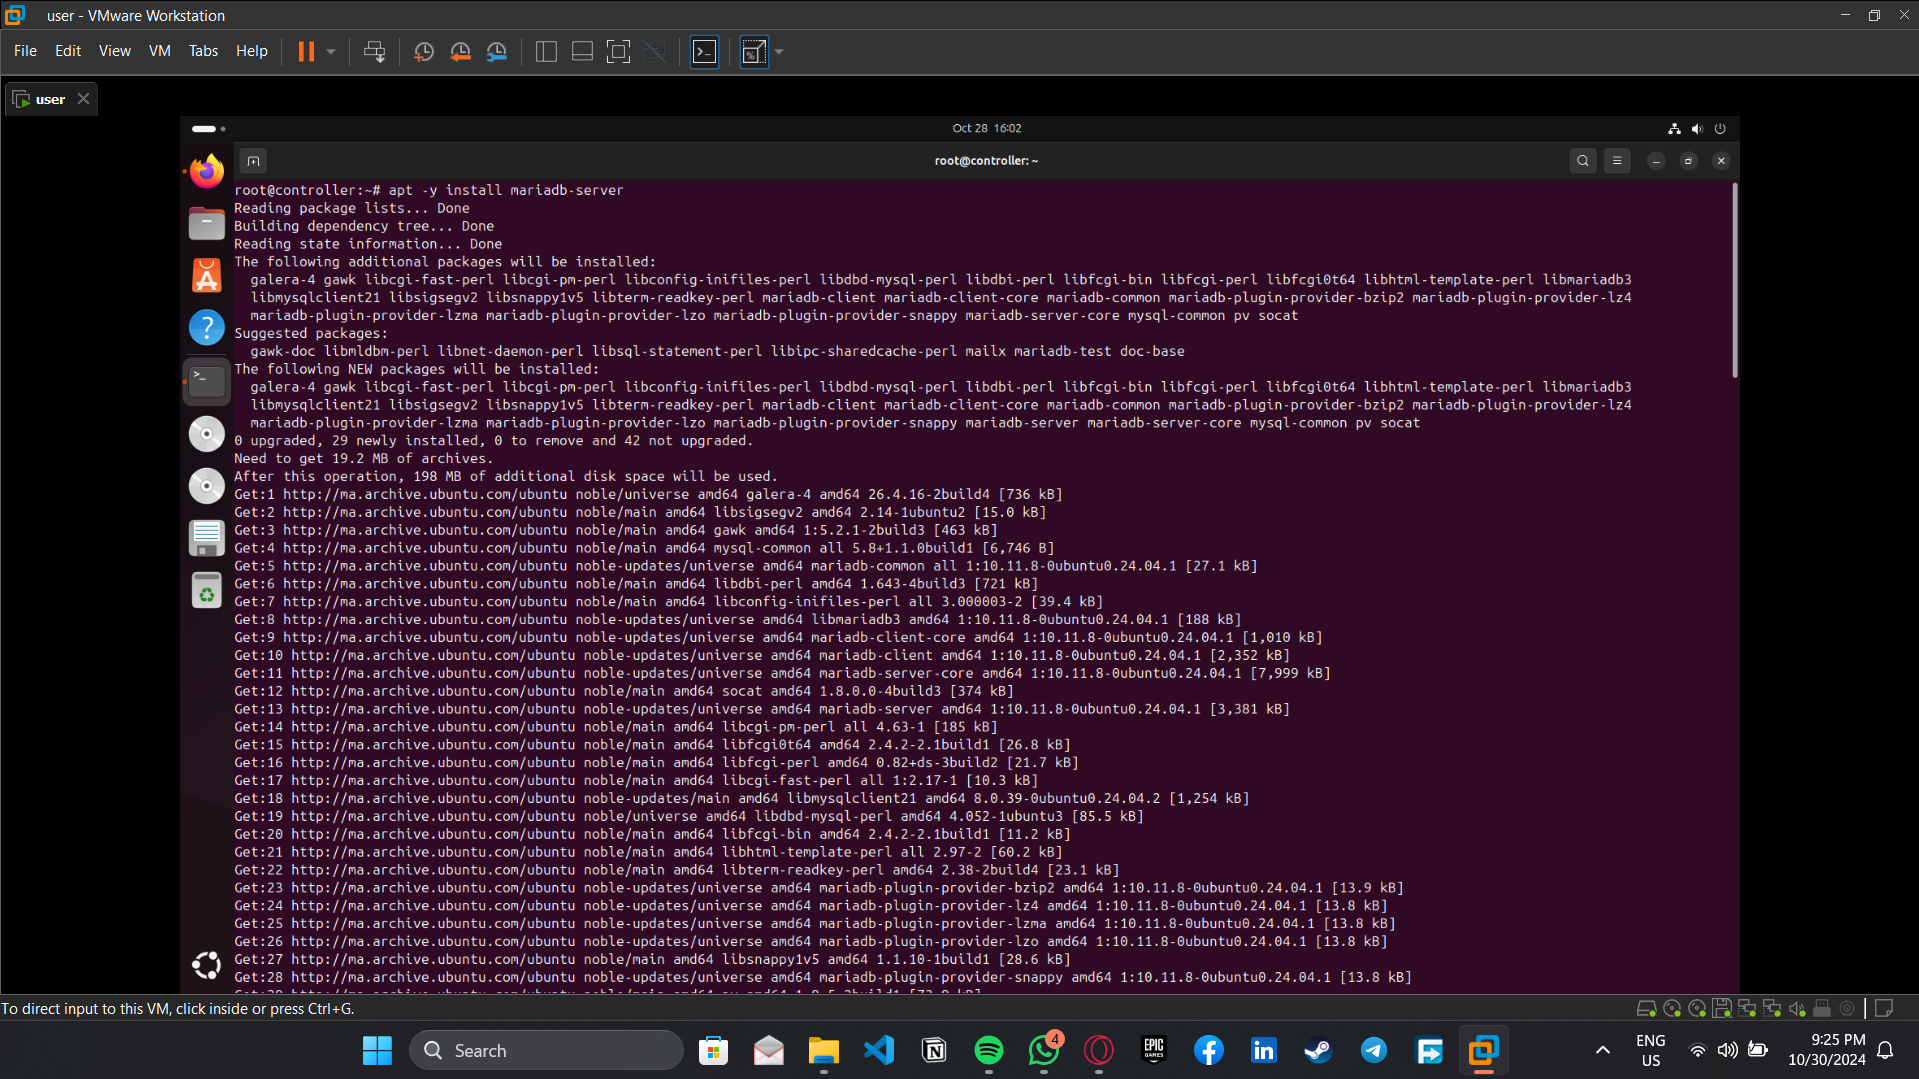 user - VMware Workstation
File Edit View VM Tabs Help
user
Oct 28 16:02
root@controller: ~
root@controller:~# apt -y install mariadb-server
Reading package lists... Done
Building dependency tree... Done
Reading state information... Done
The following additional packages will be installed:
galera-4 gawk libcgi-fast-perl libcgi-pm-perl libconfig-inifiles-perl libdbd-mysql-perl libdbi-perl libfcgi-bin libfcgi-perl libfcgi0t64 libhtml-template-perl libmariadb3
libmysqlclient21 libsigsegv2 libsnappy1v5 libterm-readkey-perl mariadb-client mariadb-client-core mariadb-common mariadb-plugin-provider-bzip2 mariadb-plugin-provider-lz4
mariadb-plugin-provider-lzma mariadb-plugin-provider-lzo mariadb-plugin-provider-snappy mariadb-server-core mysql-common pv socat
Suggested packages:
gawk-doc libmldbm-perl libnet-daemon-perl libsql-statement-perl libipc-sharedcache-perl mailx mariadb-test doc-base
The following NEW packages will be installed:
galera-4 gawk libcgi-fast-perl libcgi-pm-perl libconfig-inifiles-perl libdbd-mysql-perl libdbi-perl libfcgi-bin libfcgi-perl libfcgi0t64 libhtml-template-perl libmariadb3
libmysqlclient21 libsigsegv2 libsnappy1v5 libterm-readkey-perl mariadb-client mariadb-client-core mariadb-common mariadb-plugin-provider-bzip2 mariadb-plugin-provider-lz4
mariadb-plugin-provider-lzma mariadb-plugin-provider-lzo mariadb-plugin-provider-snappy mariadb-server mariadb-server-core mysql-common pv socat
0 upgraded, 29 newly installed, 0 to remove and 42 not upgraded.
Need to get 19.2 MB of archives.
After this operation, 198 MB of additional disk space will be used.
Get:1 http://ma.archive.ubuntu.com/ubuntu noble/universe amd64 galera-4 amd64 26.4.16-2build4 [736 kB]
Get:2 http://ma.archive.ubuntu.com/ubuntu noble/main amd64 libsigsegv2 amd64 2.14-1ubuntu2 [15.0 kB]
Get:3 http://ma.archive.ubuntu.com/ubuntu noble/main amd64 gawk amd64 1:5.2.1-2build3 [463 kB]
Get:4 http://ma.archive.ubuntu.com/ubuntu noble/main amd64 mysql-common all 5.8+1.1.0build1 [6,746 B]
Get:5 http://ma.archive.ubuntu.com/ubuntu noble-updates/universe amd64 mariadb-common all 1:10.11.8-0ubuntu0.24.04.1 [27.1 kB]
Get:6 http://ma.archive.ubuntu.com/ubuntu noble/main amd64 libdbi-perl amd64 1.643-4build3 [721 kB]
Get:7 http://ma.archive.ubuntu.com/ubuntu noble/main amd64 libconfig-inifiles-perl all 3.000003-2 [39.4 kB]
Get:8 http://ma.archive.ubuntu.com/ubuntu noble-updates/universe amd64 libmariadb3 amd64 1:10.11.8-0ubuntu0.24.04.1 [188 kB]
Get:9 http://ma.archive.ubuntu.com/ubuntu noble-updates/universe amd64 mariadb-client-core amd64 1:10.11.8-0ubuntu0.24.04.1 [1,010 kB]
Get:10 http://ma.archive.ubuntu.com/ubuntu noble-updates/universe amd64 mariadb-client amd64 1:10.11.8-0ubuntu0.24.04.1 [2,352 kB]
Get:11 http://ma.archive.ubuntu.com/ubuntu noble-updates/universe amd64 mariadb-server-core amd64 1:10.11.8-0ubuntu0.24.04.1 [7,999 kB]
Get:12 http://ma.archive.ubuntu.com/ubuntu noble/main amd64 socat amd64 1.8.0.0-4build3 [374 kB]
Get:13 http://ma.archive.ubuntu.com/ubuntu noble-updates/universe amd64 mariadb-server amd64 1:10.11.8-0ubuntu0.24.04.1 [3,381 kB]
Get:14 http://ma.archive.ubuntu.com/ubuntu noble/main amd64 libcgi-pm-perl all 4.63-1 [185 kB]
Get:15 http://ma.archive.ubuntu.com/ubuntu noble/main amd64 libfcgi0t64 amd64 2.4.2-2.1build1 [26.8 kB]
Get:16 http://ma.archive.ubuntu.com/ubuntu noble/main amd64 libfcgi-perl amd64 0.82+ds-3build2 [21.7 kB]
Get:17 http://ma.archive.ubuntu.com/ubuntu noble/main amd64 libcgi-fast-perl all 1:2.17-1 [10.3 kB]
Get:18 http://ma.archive.ubuntu.com/ubuntu noble-updates/main amd64 libmysqlclient21 amd64 8.0.39-0ubuntu0.24.04.2 [1,254 kB]
Get:19 http://ma.archive.ubuntu.com/ubuntu noble/universe amd64 libdbd-mysql-perl amd64 4.052-1ubuntu3 [85.5 kB]
Get:20 http://ma.archive.ubuntu.com/ubuntu noble/main amd64 libfcgi-bin amd64 2.4.2-2.1build1 [11.2 kB]
Get:21 http://ma.archive.ubuntu.com/ubuntu noble/main amd64 libhtml-template-perl all 2.97-2 [60.2 kB]
Get:22 http://ma.archive.ubuntu.com/ubuntu noble/main amd64 libterm-readkey-perl amd64 2.38-2build4 [23.1 kB]
Get:23 http://ma.archive.ubuntu.com/ubuntu noble-updates/universe amd64 mariadb-plugin-provider-bzip2 amd64 1:10.11.8-0ubuntu0.24.04.1 [13.9 kB]
Get:24 http://ma.archive.ubuntu.com/ubuntu noble-updates/universe amd64 mariadb-plugin-provider-lz4 amd64 1:10.11.8-0ubuntu0.24.04.1 [13.8 kB]
Get:25 http://ma.archive.ubuntu.com/ubuntu noble-updates/universe amd64 mariadb-plugin-provider-lzma amd64 1:10.11.8-0ubuntu0.24.04.1 [13.8 kB]
Get:26 http://ma.archive.ubuntu.com/ubuntu noble-updates/universe amd64 mariadb-plugin-provider-lzo amd64 1:10.11.8-0ubuntu0.24.04.1 [13.8 kB]
Get:27 http://ma.archive.ubuntu.com/ubuntu noble/main amd64 libsnappy1v5 amd64 1.1.10-1build1 [28.6 kB]
Get:28 http://ma.archive.ubuntu.com/ubuntu noble-updates/universe amd64 mariadb-plugin-provider-snappy amd64 1:10.11.8-0ubuntu0.24.04.1 [13.8 kB]
To direct input to this VM, click inside or press Ctrl+G.
Search
4
EPIC GAMES
ENG
US
9:25 PM
10/30/2024